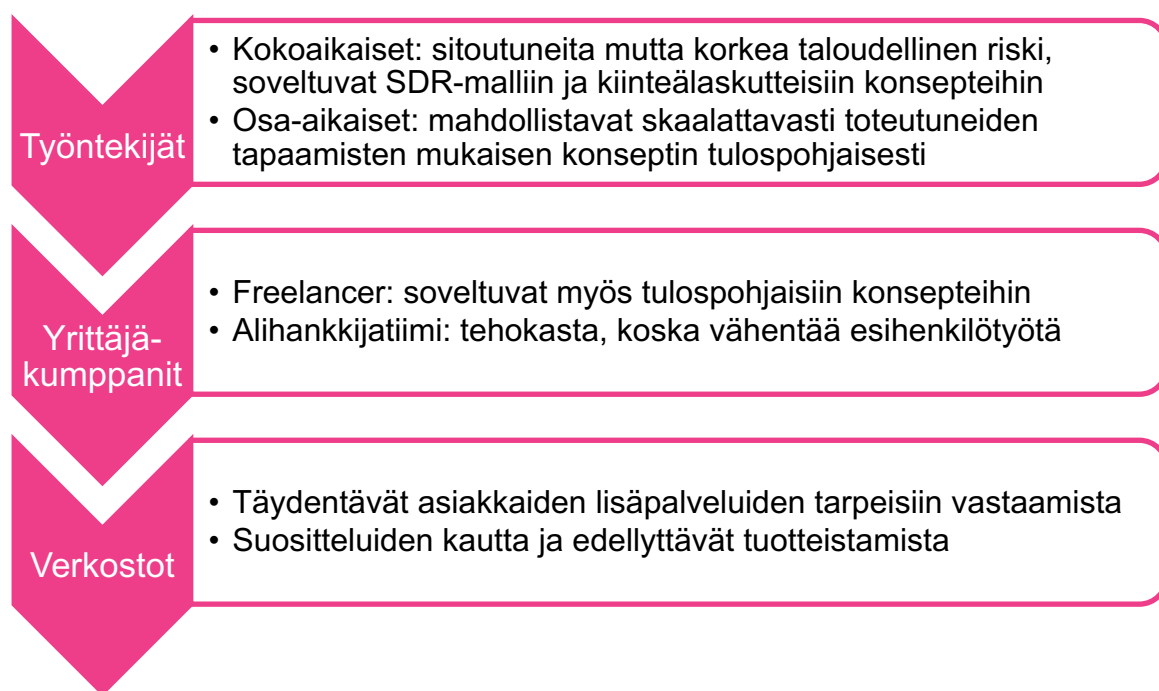 Työntekijät
• Kokoaikaiset: sitoutuneita mutta korkea taloudellinen riski,
soveltuvat SDR-malliin ja kiinteälaskutteisiin konsepteihin
• Osa-aikaiset: mahdollistavat skaalattavasti toteutuneiden
tapaamisten mukaisen konseptin tulospohjaisesti
Yrittäjä-
kumppanit
• Freelancer: soveltuvat myös tulospohjaisiin konsepteihin
• Alihankkijatiimi: tehokasta, koska vähentää esihenkilötyötä
Verkostot
• Täydentävät asiakkaiden lisäpalveluiden tarpeisiin vastaamista
• Suositteluiden kautta ja edellyttävät tuotteistamista